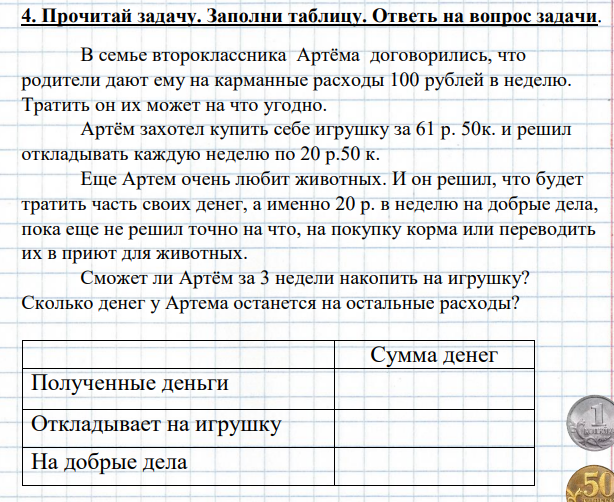 4. Прочитай задачу. Заполни таблицу. Ответь на вопрос задачи.
В семье второклассника Артёма договорились, что
родители дают ему на карманные расходы 100 рублей в неделю.
Тратить он их может на что угодно.
Артём захотел купить себе игрушку за 61 р. 50к. и решил
откладывать каждую неделю по 20 р.50 к.
Еще Артем очень любит животных. И он решил, что будет
тратить часть своих денег, а именно 20 р. в неделю на добрые дела,
пока еще не решил точно на что, на покупку корма или переводить
их в приют для животных.
Сможет ли Артём за 3 недели накопить на игрушку?
Сколько денег у Артема останется на остальные расходы?
Сумма денег
Полученные деньги
Откладывает на игрушку
На добрые дела
1
50